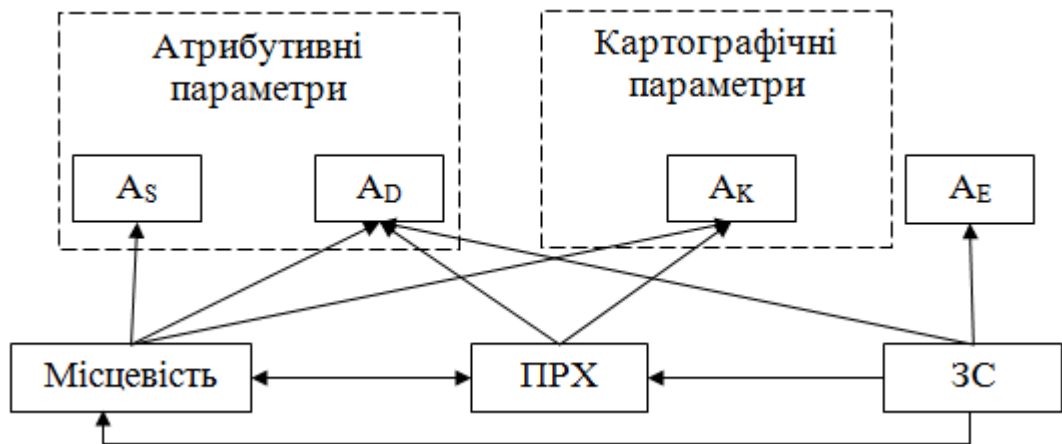 Атрибутивні
параметри
Картографічні
параметри
AS
AD
AK
AE
Місцевість
ПРХ
ЗС